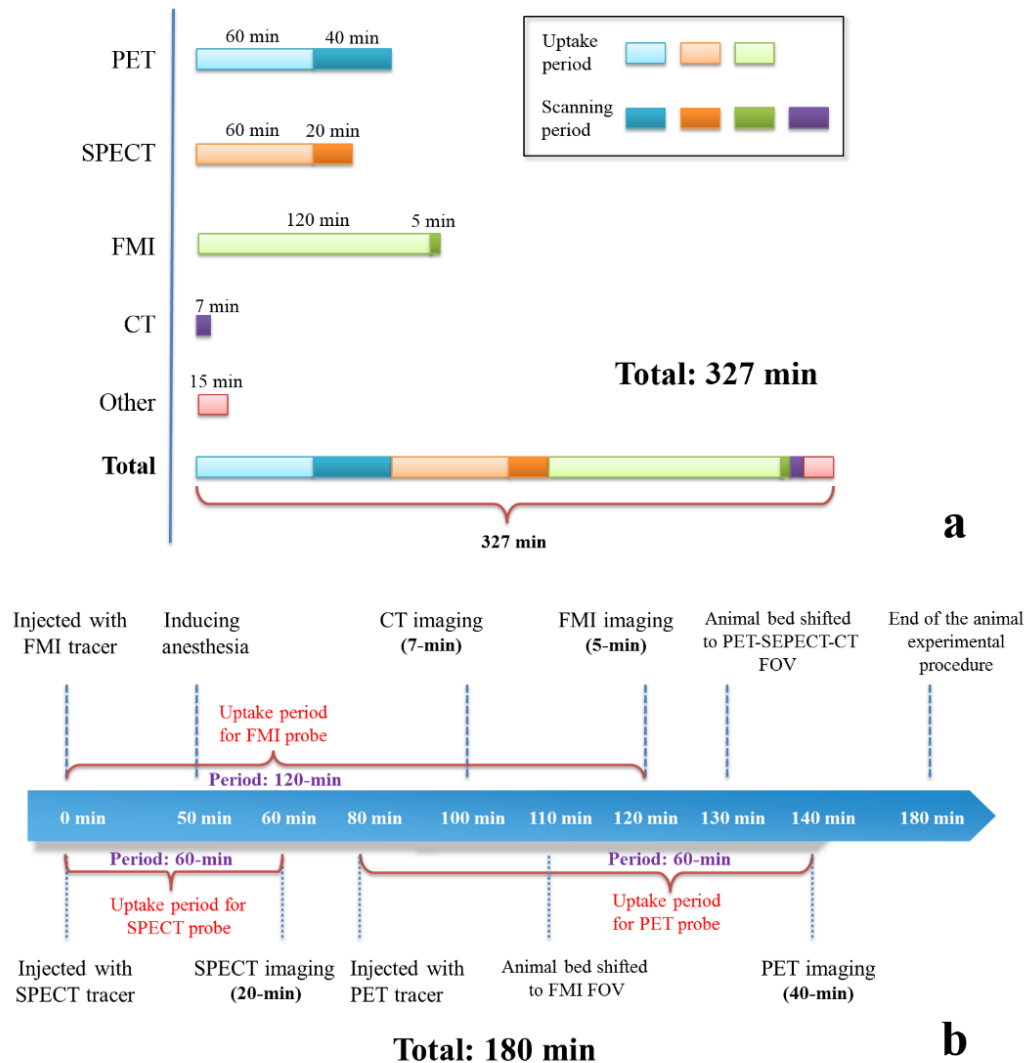 60 min
40 min
PET
60 min
20 min
SPECT
120 min
5 min
FMI
7 min
CT
15 min
Other
Total
327 min
Uptake
period
Scanning
period
Total: 327 min
a
Injected with
FMI tracer
Inducing
anesthesia
CT imaging
(7-min)
FMI imaging
(5-min)
Animal bed shifted
to PET-SEPECT-CT
FOV
End of the animal
experimental
procedure
Uptake period
for FMI probe
Period: 120-min
0 min
50 min
60 min
80 min
100 min
110 min
120 min
130 min
140 min
180 min
Period: 60-min
Period: 60-min
Uptake period for
SPECT probe
Uptake period
for PET probe
Injected with
SPECT tracer
SPECT imaging
(20-min)
Injected with
PET tracer
Animal bed shifted
to FMI FOV
PET imaging
(40-min)
Total: 180 min
b